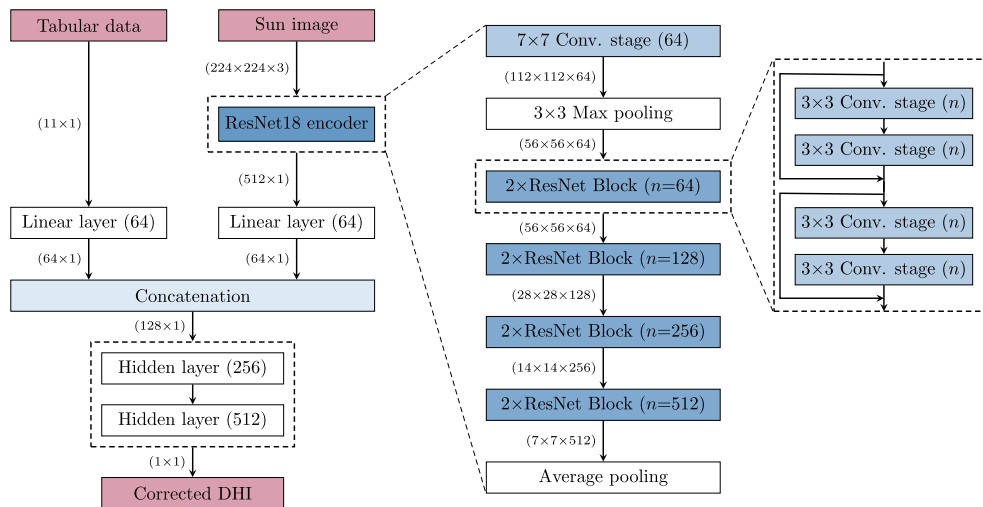 Tabular data
Sun image
(224×224×3)
(11×1)
ResNet18 encoder
(512×1)
Linear layer (64)
Linear layer (64)
(64×1)
(64×1)
Concatenation
(128×1)
Hidden layer (256)
Hidden layer (512)
(1×1)
Corrected DHI
7×7 Conv. stage (64)
(112×112×64)
3×3 Max pooling
(56×56×64)
2×ResNet Block (n=64)
(56×56×64)
2×ResNet Block (n=128)
(28×28×128)
2×ResNet Block (n=256)
(14×14×256)
2×ResNet Block (n=512)
(7×7×512)
Average pooling
3×3 Conv. stage (n)
3×3 Conv. stage (n)
3×3 Conv. stage (n)
3×3 Conv. stage (n)